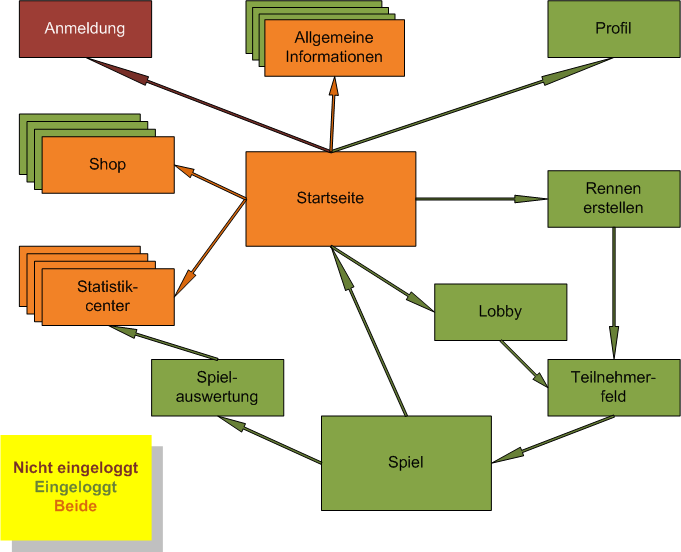 Anmeldung
Allgemeine
Informationen
Profil
Shop
Startseite
Rennen
erstellen
Statistik-
center
Lobby
Spiel-
auswertung
Teilnehmer-
feld
Spiel
Nicht eingeloggt
Eingeloggt
Beide